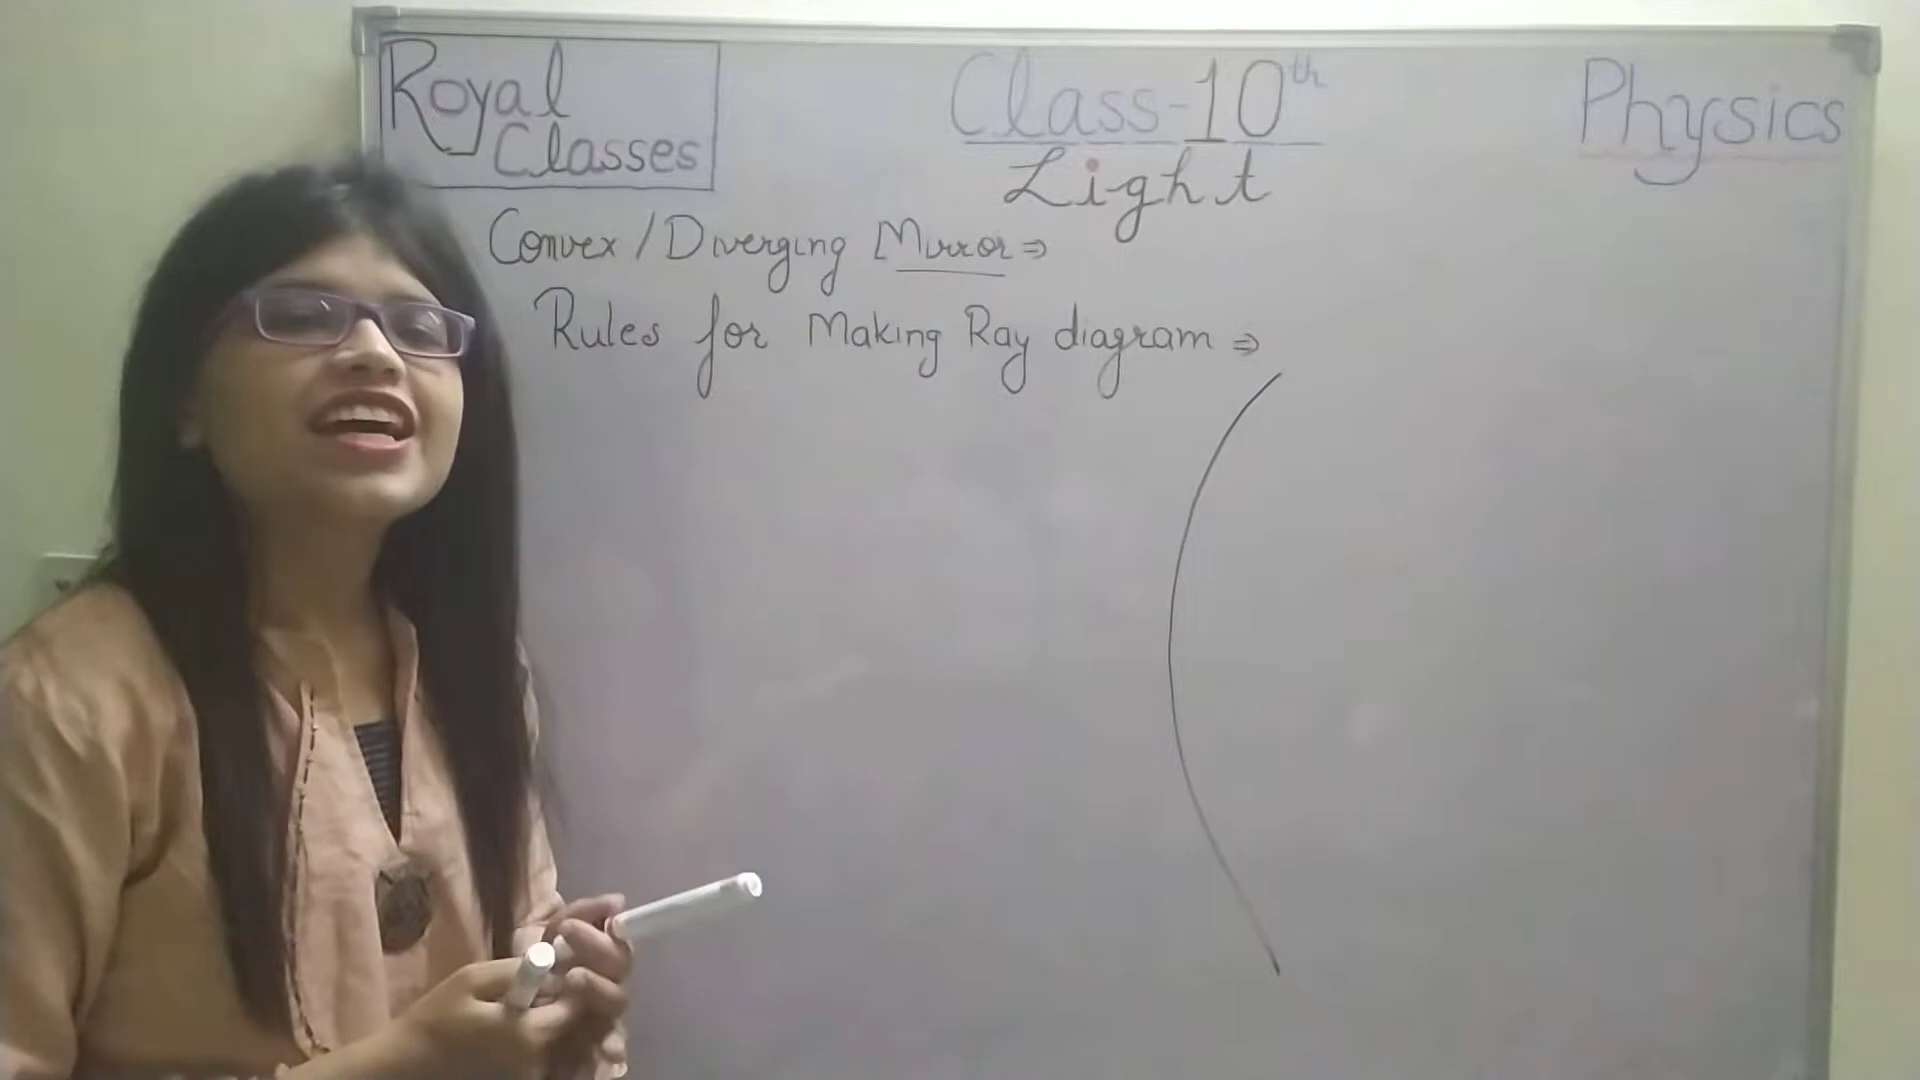 Royal
Classes
Class-10th
Light
Physics
Convex/Diverging Mirror⇒
Rules for Making Ray diagram ⇒